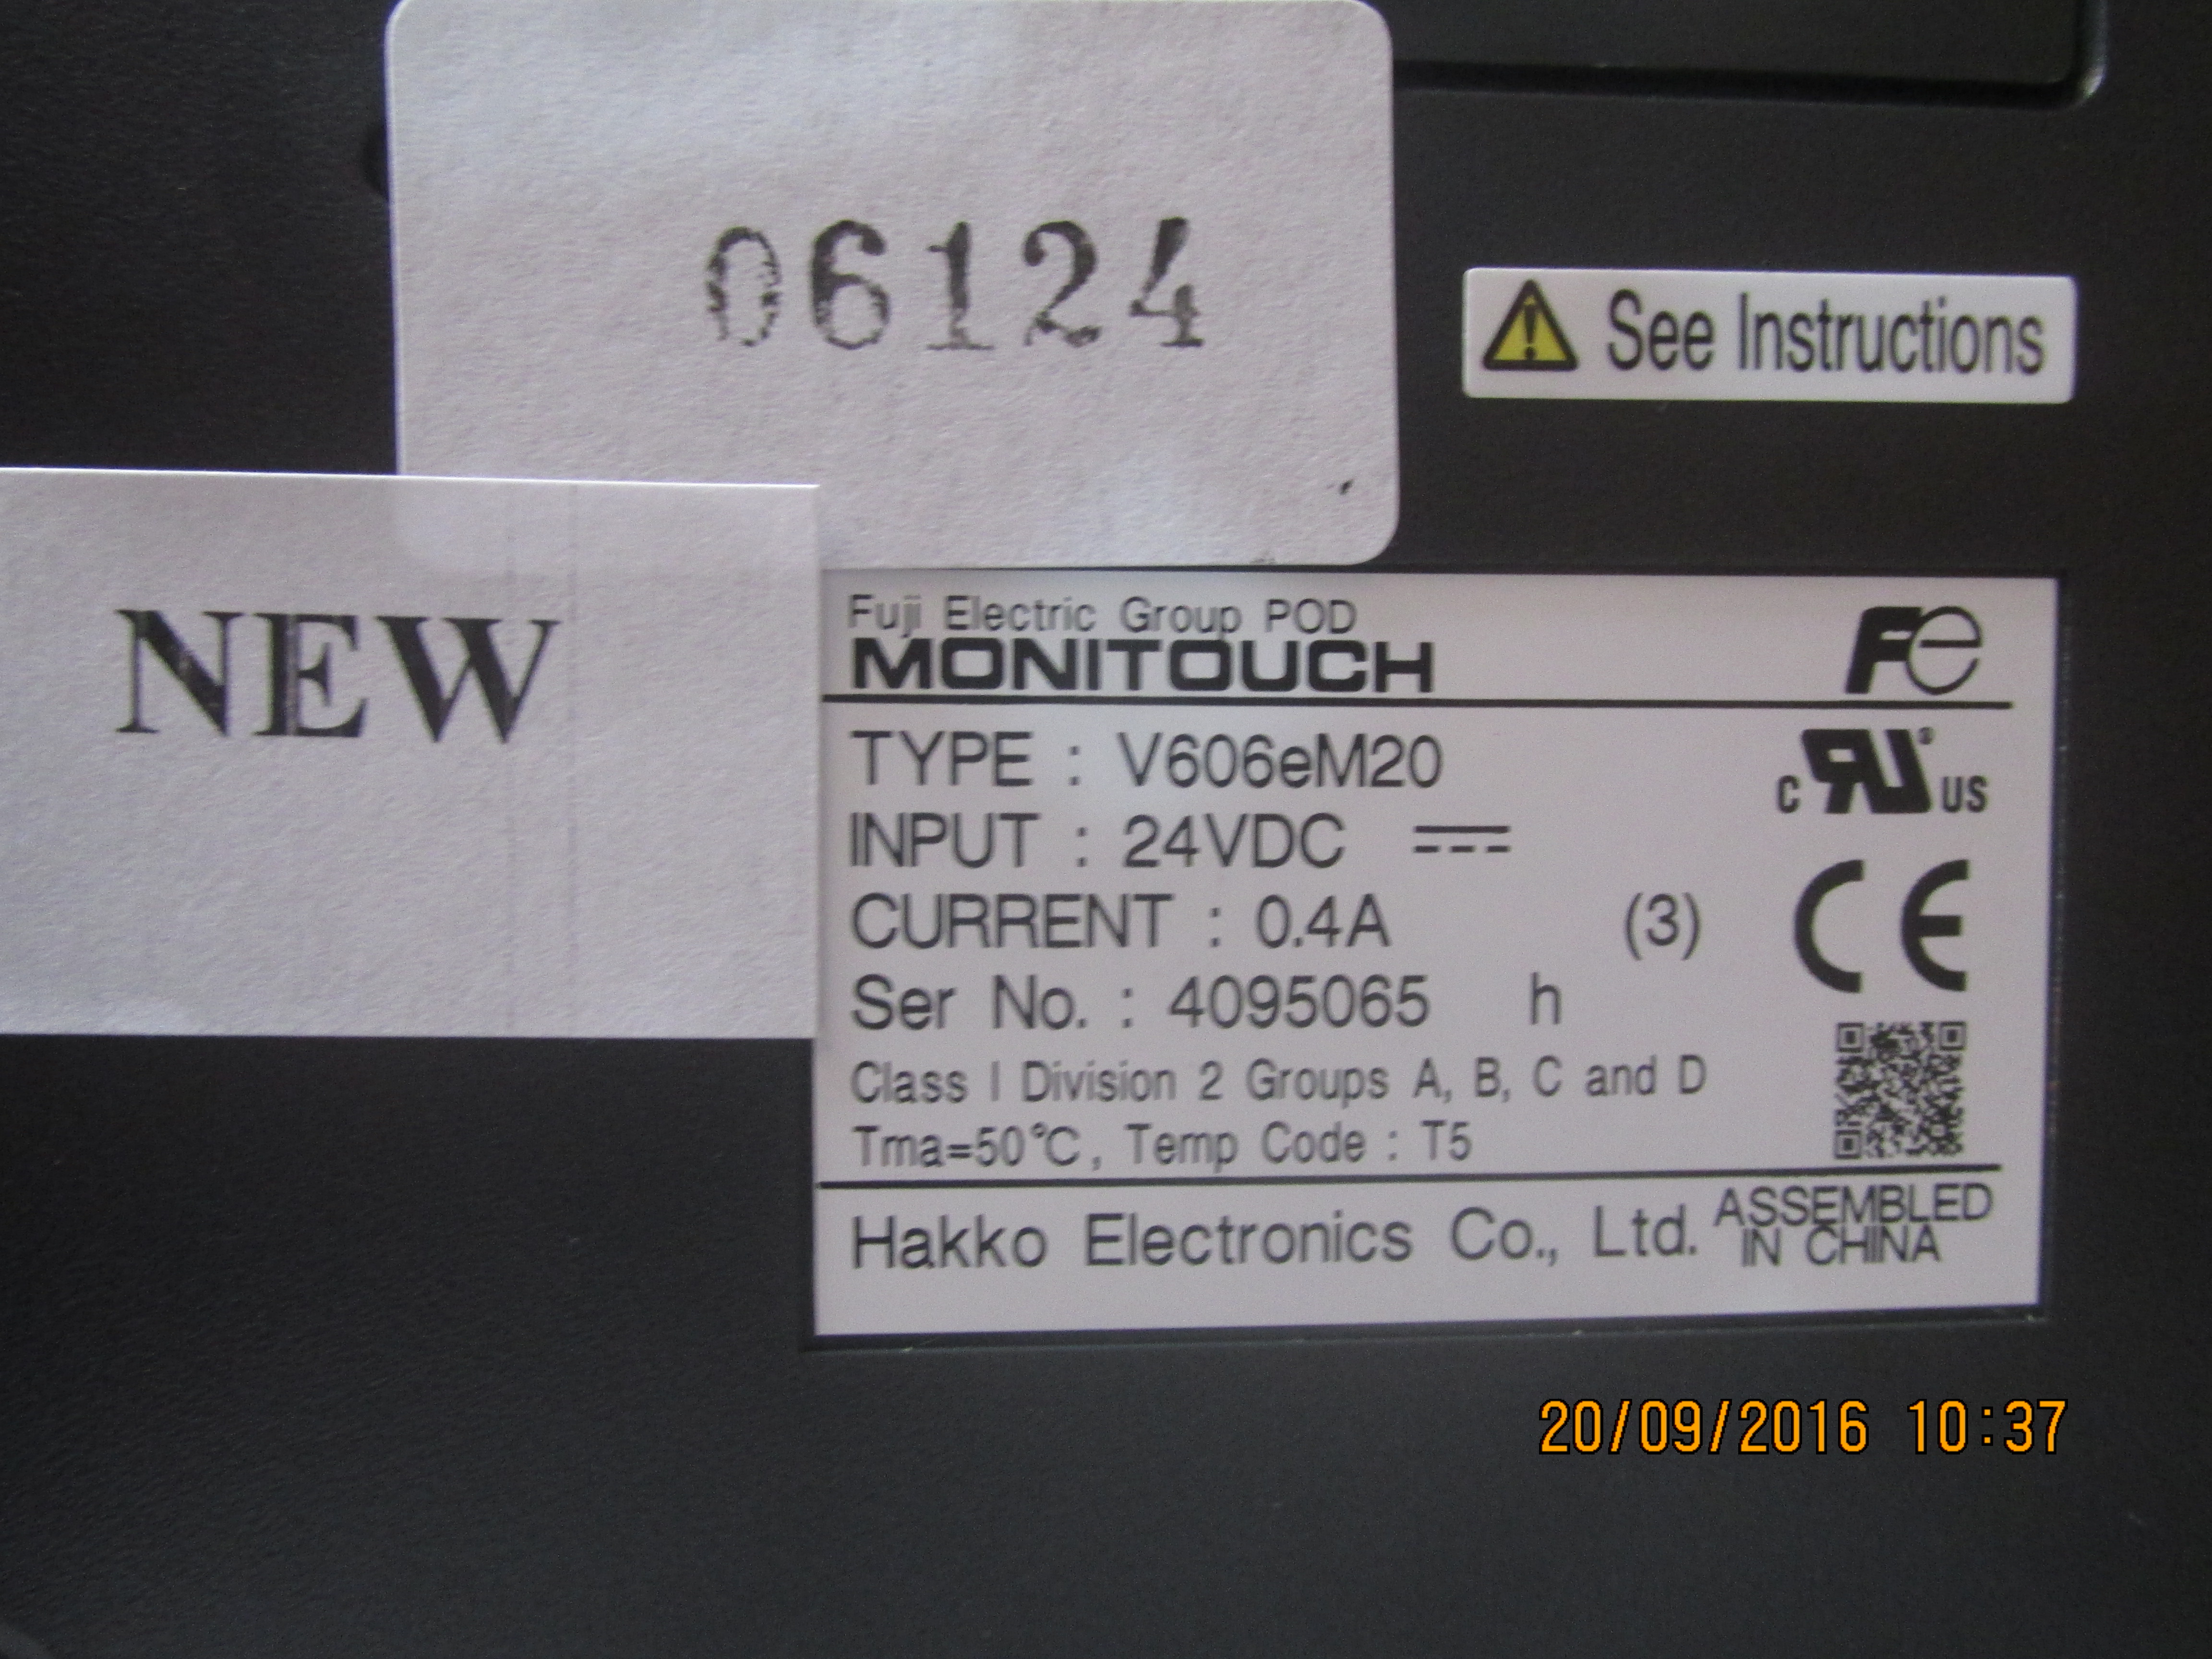 06124
See Instructions
NEW
Fuji Electric Group POD
MONITOUCH
Fe
TYPE : V606eM20
c RU ® US
INPUT : 24VDC
CURRENT : 0.4A (3)
CE
Ser No. : 4095065 h
Class I Division 2 Groups A, B, C and D
Tma=50℃, Temp Code : T5
Hakko Electronics Co., Ltd.
ASSEMBLED
IN CHINA
20/09/2016 10:37